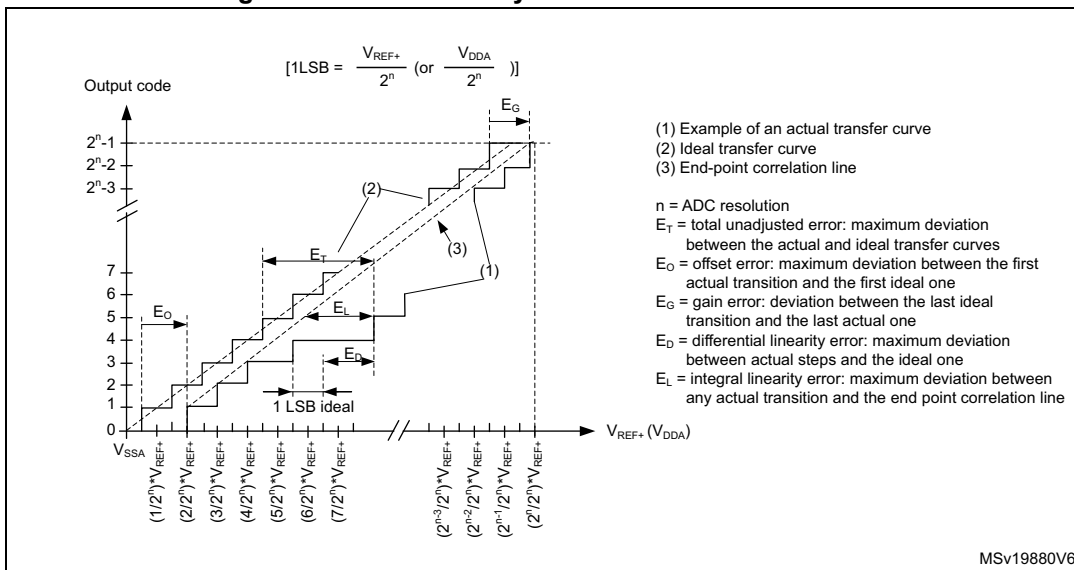 [1LSB = V_REF+ / 2^n (or V_DDA / 2^n )]
Output code
E_G
2^n-1
2^n-2
2^n-3
(2)
(3)
(1)
7
6
5
4
3
2
1
0
E_T
E_L
E_O
E_D
1 LSB ideal
V_SSA
V_REF+ (V_DDA)
(1/2^n)*V_REF+
(2/2^n)*V_REF+
(3/2^n)*V_REF+
(4/2^n)*V_REF+
(5/2^n)*V_REF+
(6/2^n)*V_REF+
(7/2^n)*V_REF+
(2^n-3/2^n)*V_REF+
(2^n-2/2^n)*V_REF+
(2^n-1/2^n)*V_REF+
(2^n/2^n)*V_REF+
(1) Example of an actual transfer curve
(2) Ideal transfer curve
(3) End-point correlation line
n = ADC resolution
E_T = total unadjusted error: maximum deviation
between the actual and ideal transfer curves
E_O = offset error: maximum deviation between the first
actual transition and the first ideal one
E_G = gain error: deviation between the last ideal
transition and the last actual one
E_D = differential linearity error: maximum deviation
between actual steps and the ideal one
E_L = integral linearity error: maximum deviation between
any actual transition and the end point correlation line
MSv19880V6